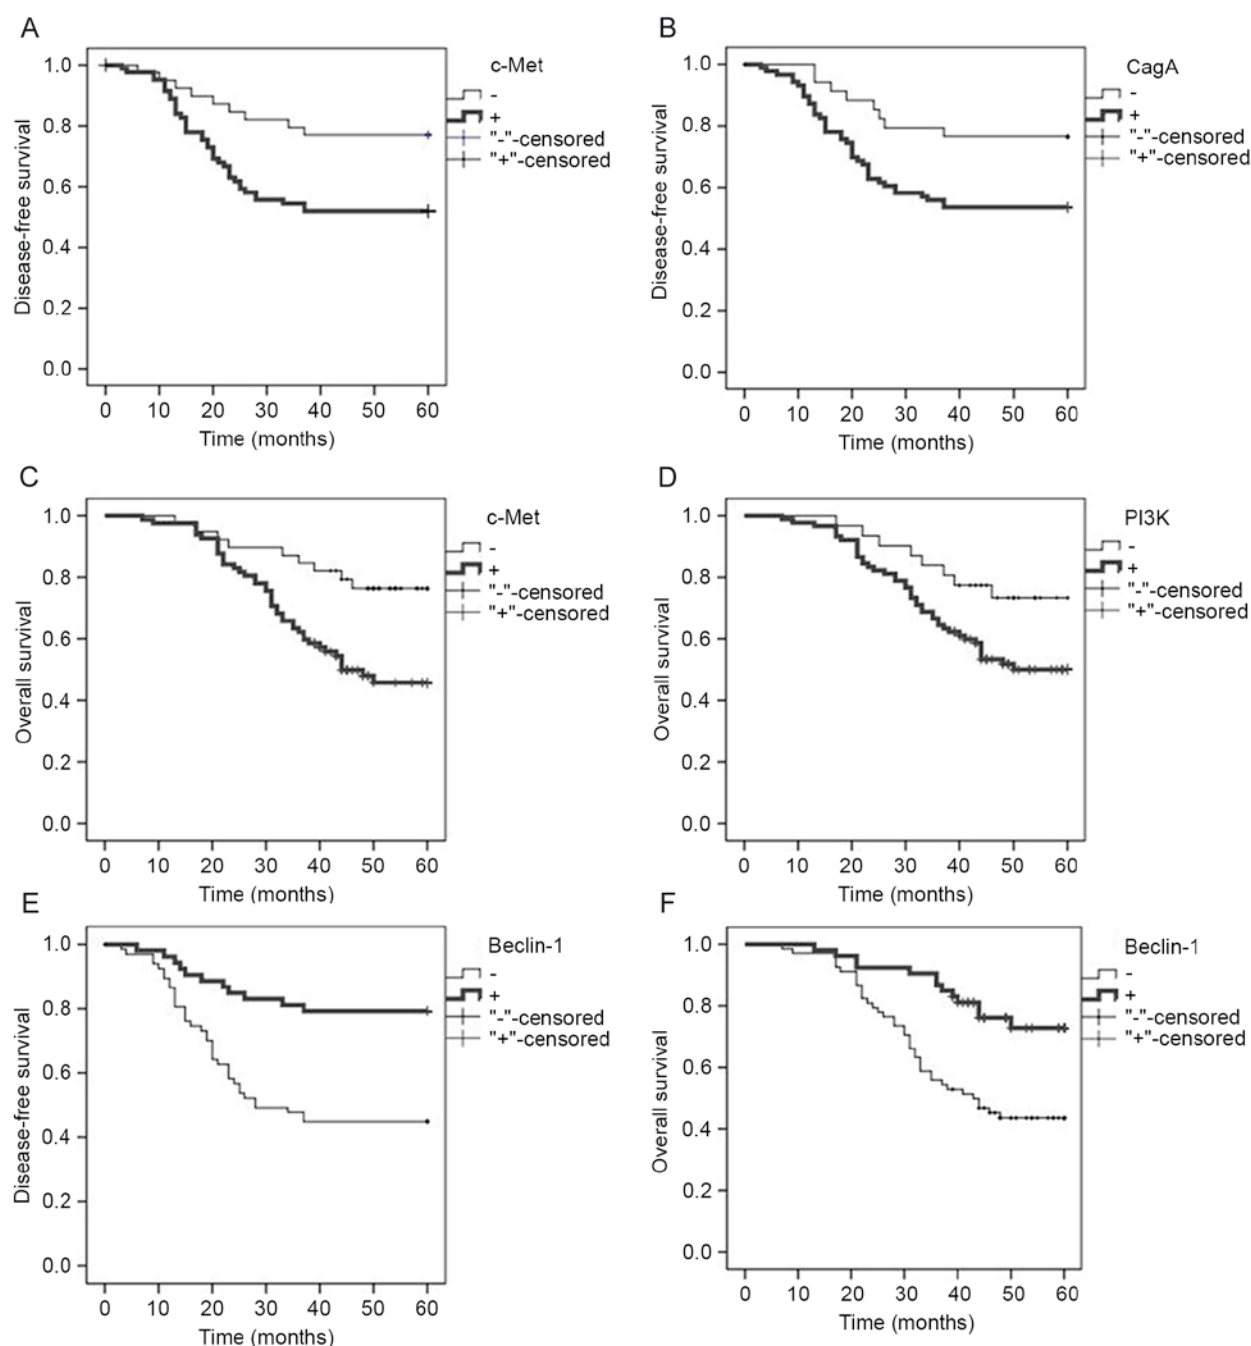 A
c-Met
-
+
"-"-censored
"+"-censored
Disease-free survival
1.0
0.8
0.6
0.4
0.2
0.0
0 10 20 30 40 50 60
Time (months)
B
CagA
-
+
"-"-censored
"+"-censored
Disease-free survival
1.0
0.8
0.6
0.4
0.2
0.0
0 10 20 30 40 50 60
Time (months)
C
c-Met
-
+
"-"-censored
"+"-censored
Overall survival
1.0
0.8
0.6
0.4
0.2
0.0
0 10 20 30 40 50 60
Time (months)
D
PI3K
-
+
"-"-censored
"+"-censored
Overall survival
1.0
0.8
0.6
0.4
0.2
0.0
0 10 20 30 40 50 60
Time (months)
E
Beclin-1
-
+
"-"-censored
"+"-censored
Disease-free survival
1.0
0.8
0.6
0.4
0.2
0.0
0 10 20 30 40 50 60
Time (months)
F
Beclin-1
-
+
"-"-censored
"+"-censored
Overall survival
1.0
0.8
0.6
0.4
0.2
0.0
0 10 20 30 40 50 60
Time (months)